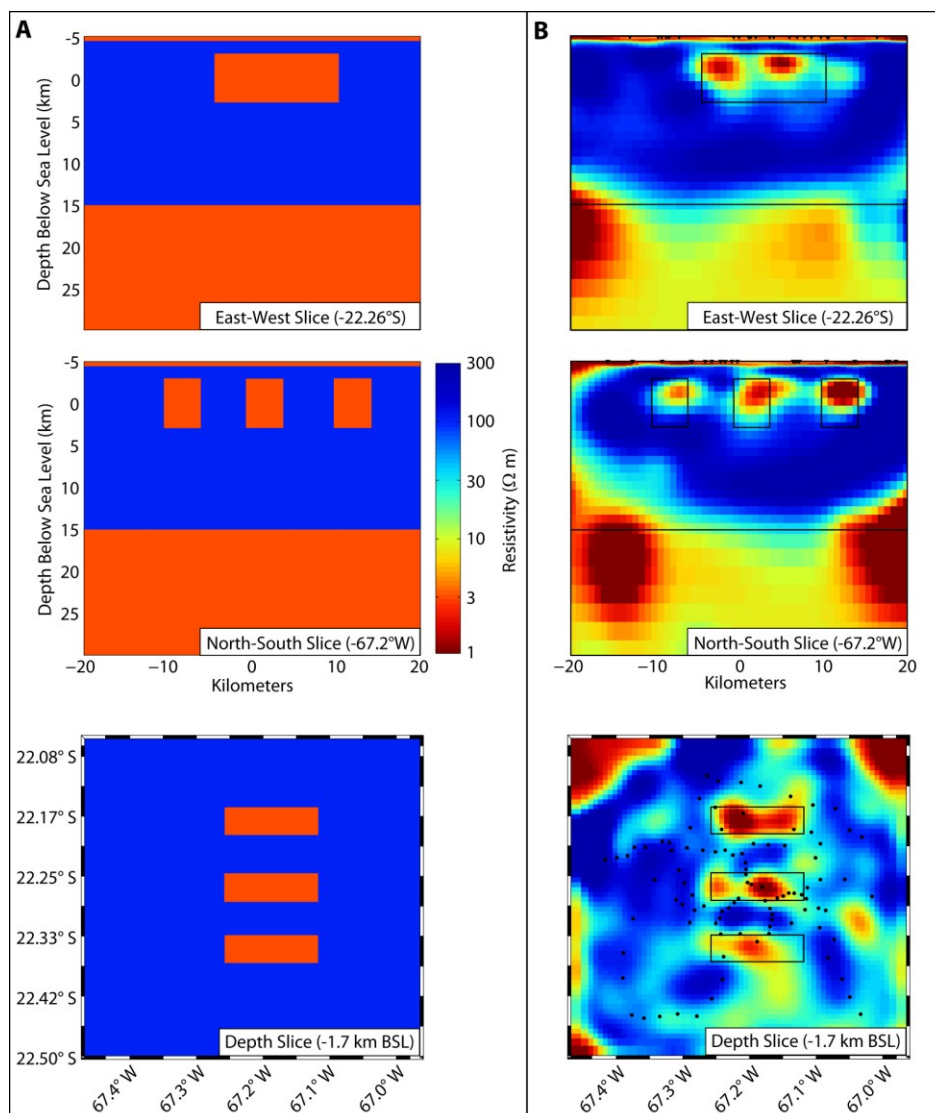 A
B
-5
0
5
10
15
20
25
Depth Below Sea Level (km)
East-West Slice (-22.26°S)
East-West Slice (-22.26°S)
-5
0
5
10
15
20
25
Depth Below Sea Level (km)
North-South Slice (-67.2°W)
300
100
30
10
3
1
Resistivity (Ω m)
North-South Slice (-67.2°W)
−20 −10 0 10 20
Kilometers
−20 −10 0 10 20
Kilometers
22.08° S
22.17° S
22.25° S
22.33° S
22.42° S
22.50° S
Depth Slice (-1.7 km BSL)
Depth Slice (-1.7 km BSL)
67.4° W 67.3° W 67.2° W 67.1° W 67.0° W
67.4° W 67.3° W 67.2° W 67.1° W 67.0° W